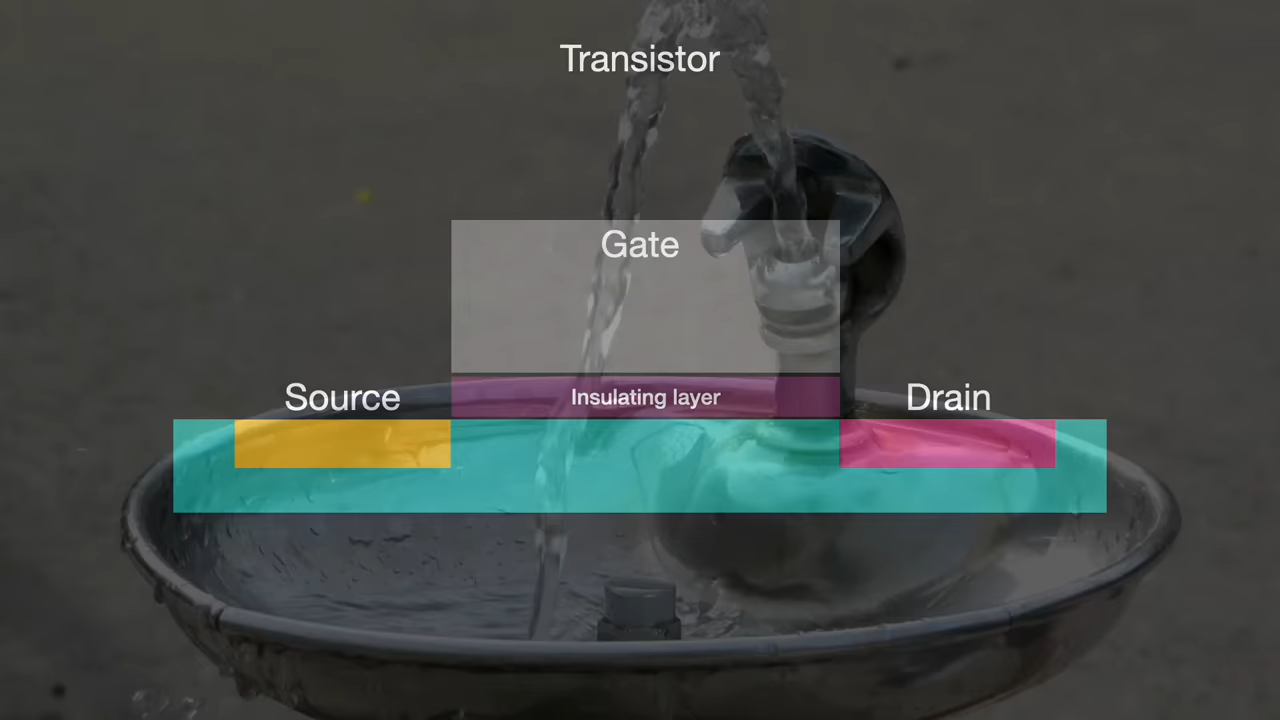 Transistor
Gate
Source
Insulating layer
Drain